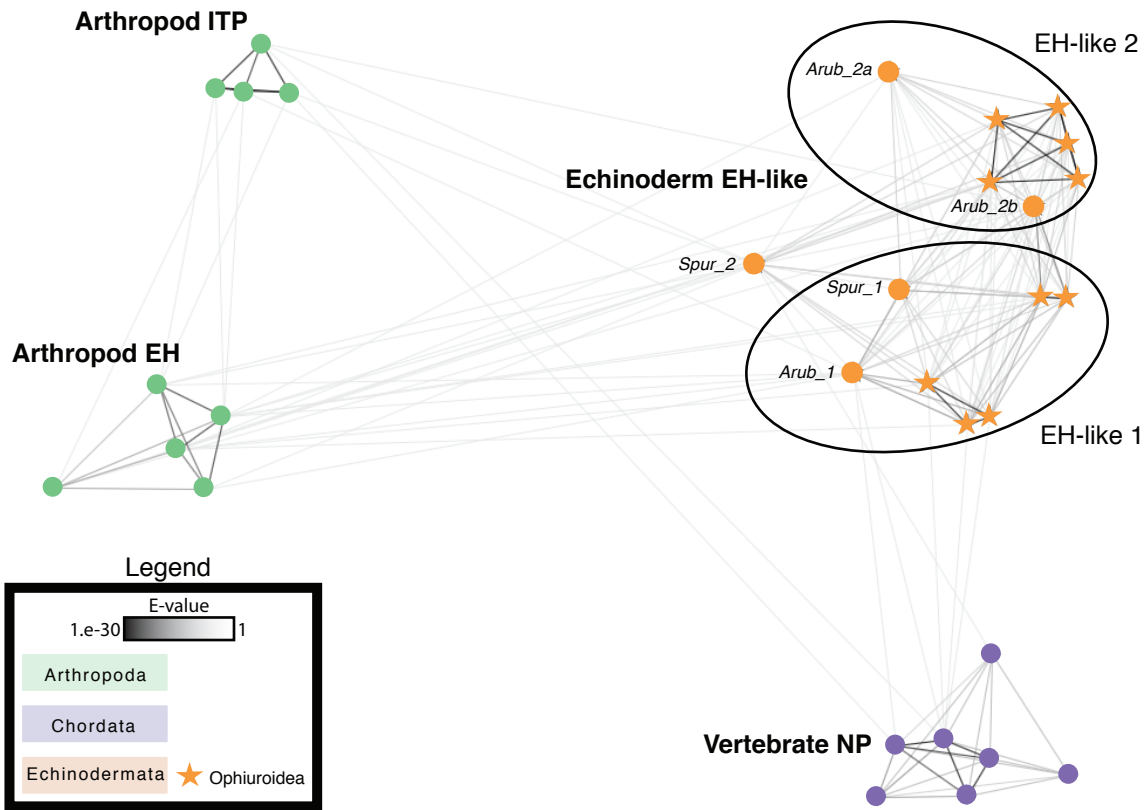 Arthropod ITP
EH-like 2
Arub_2a
Echinoderm EH-like
Arub_2b
Spur_2
Spur_1
Arthropod EH
Arub_1
EH-like 1
Legend
E-value
1.e-30 1
Arthropoda
Chordata
Echinodermata Ophiuroidea
Vertebrate NP